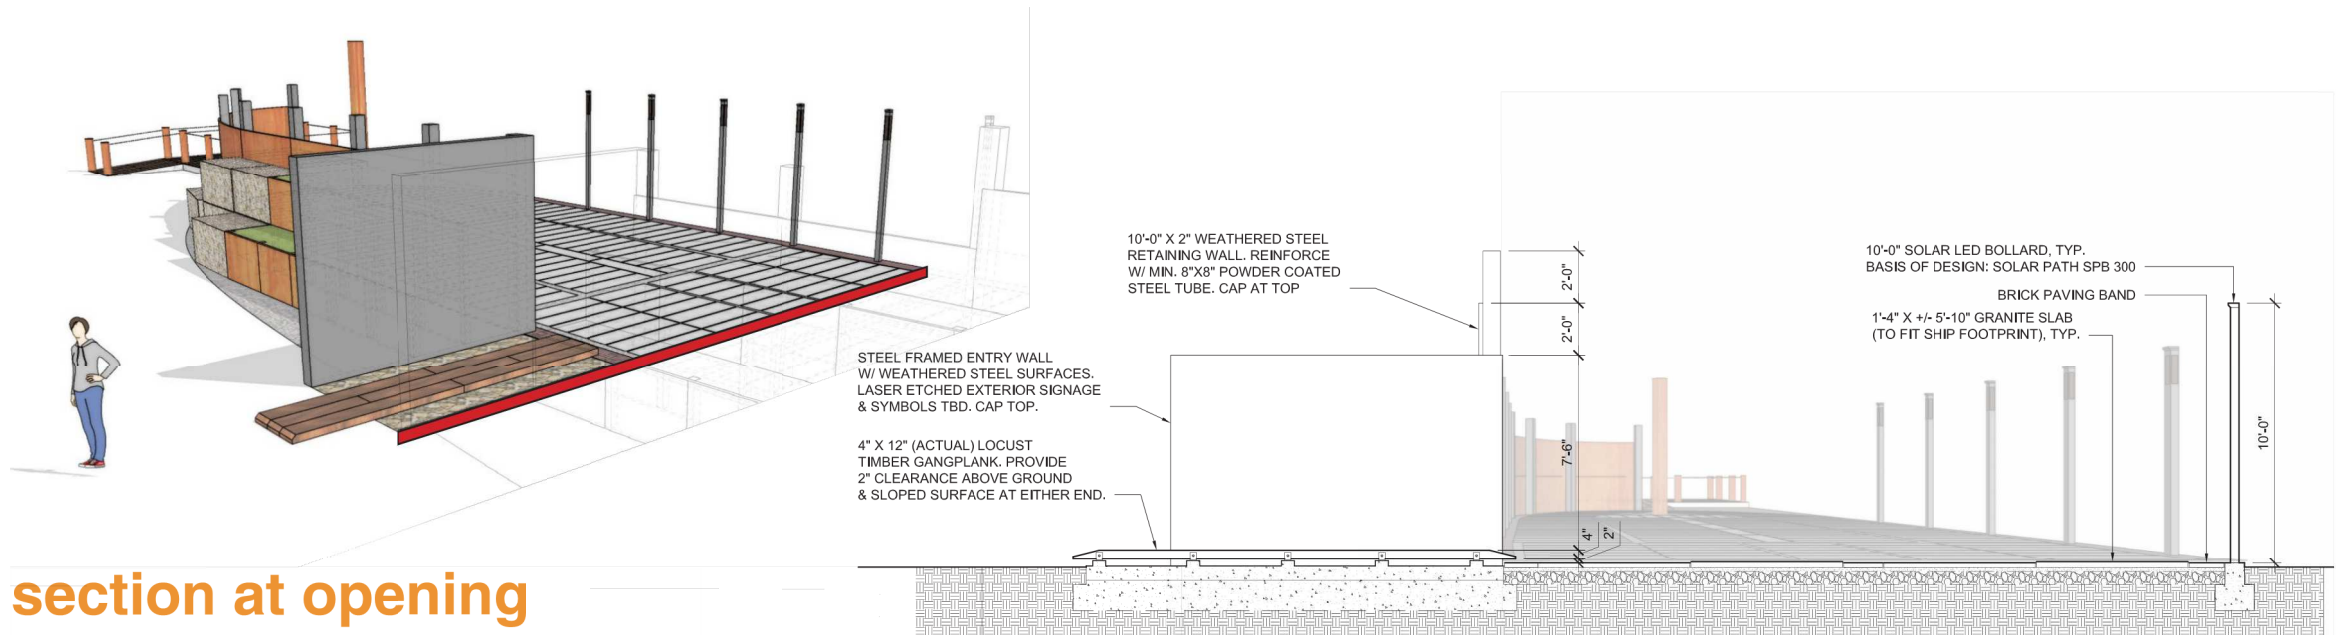 10'-0" X 2" WEATHERED STEEL
RETAINING WALL. REINFORCE
W/ MIN. 8"X8" POWDER COATED
STEEL TUBE. CAP AT TOP
STEEL FRAMED ENTRY WALL
W/ WEATHERED STEEL SURFACES.
LASER ETCHED EXTERIOR SIGNAGE
& SYMBOLS TBD. CAP TOP.
4" X 12" (ACTUAL) LOCUST
TIMBER GANGPLANK. PROVIDE
2" CLEARANCE ABOVE GROUND
& SLOPED SURFACE AT EITHER END.
2'-0"
2'-0"
7'-6"
4"
2"
10'-0" SOLAR LED BOLLARD, TYP.
BASIS OF DESIGN: SOLAR PATH SPB 300
BRICK PAVING BAND
1'-4" X +/- 5'-10" GRANITE SLAB
(TO FIT SHIP FOOTPRINT), TYP.
10'-0"
section at opening